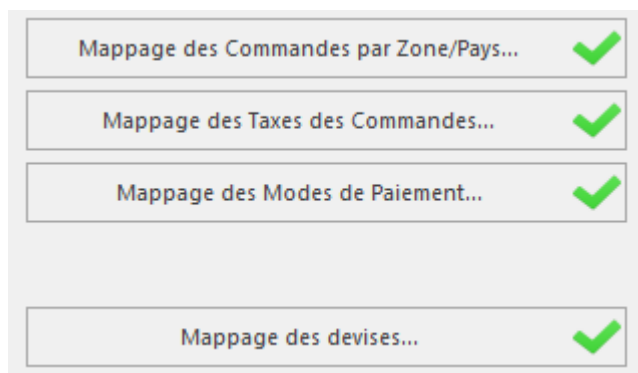 Mappage des Commandes par Zone/Pays...
Mappage des Taxes des Commandes...
Mappage des Modes de Paiement...
Mappage des devises...